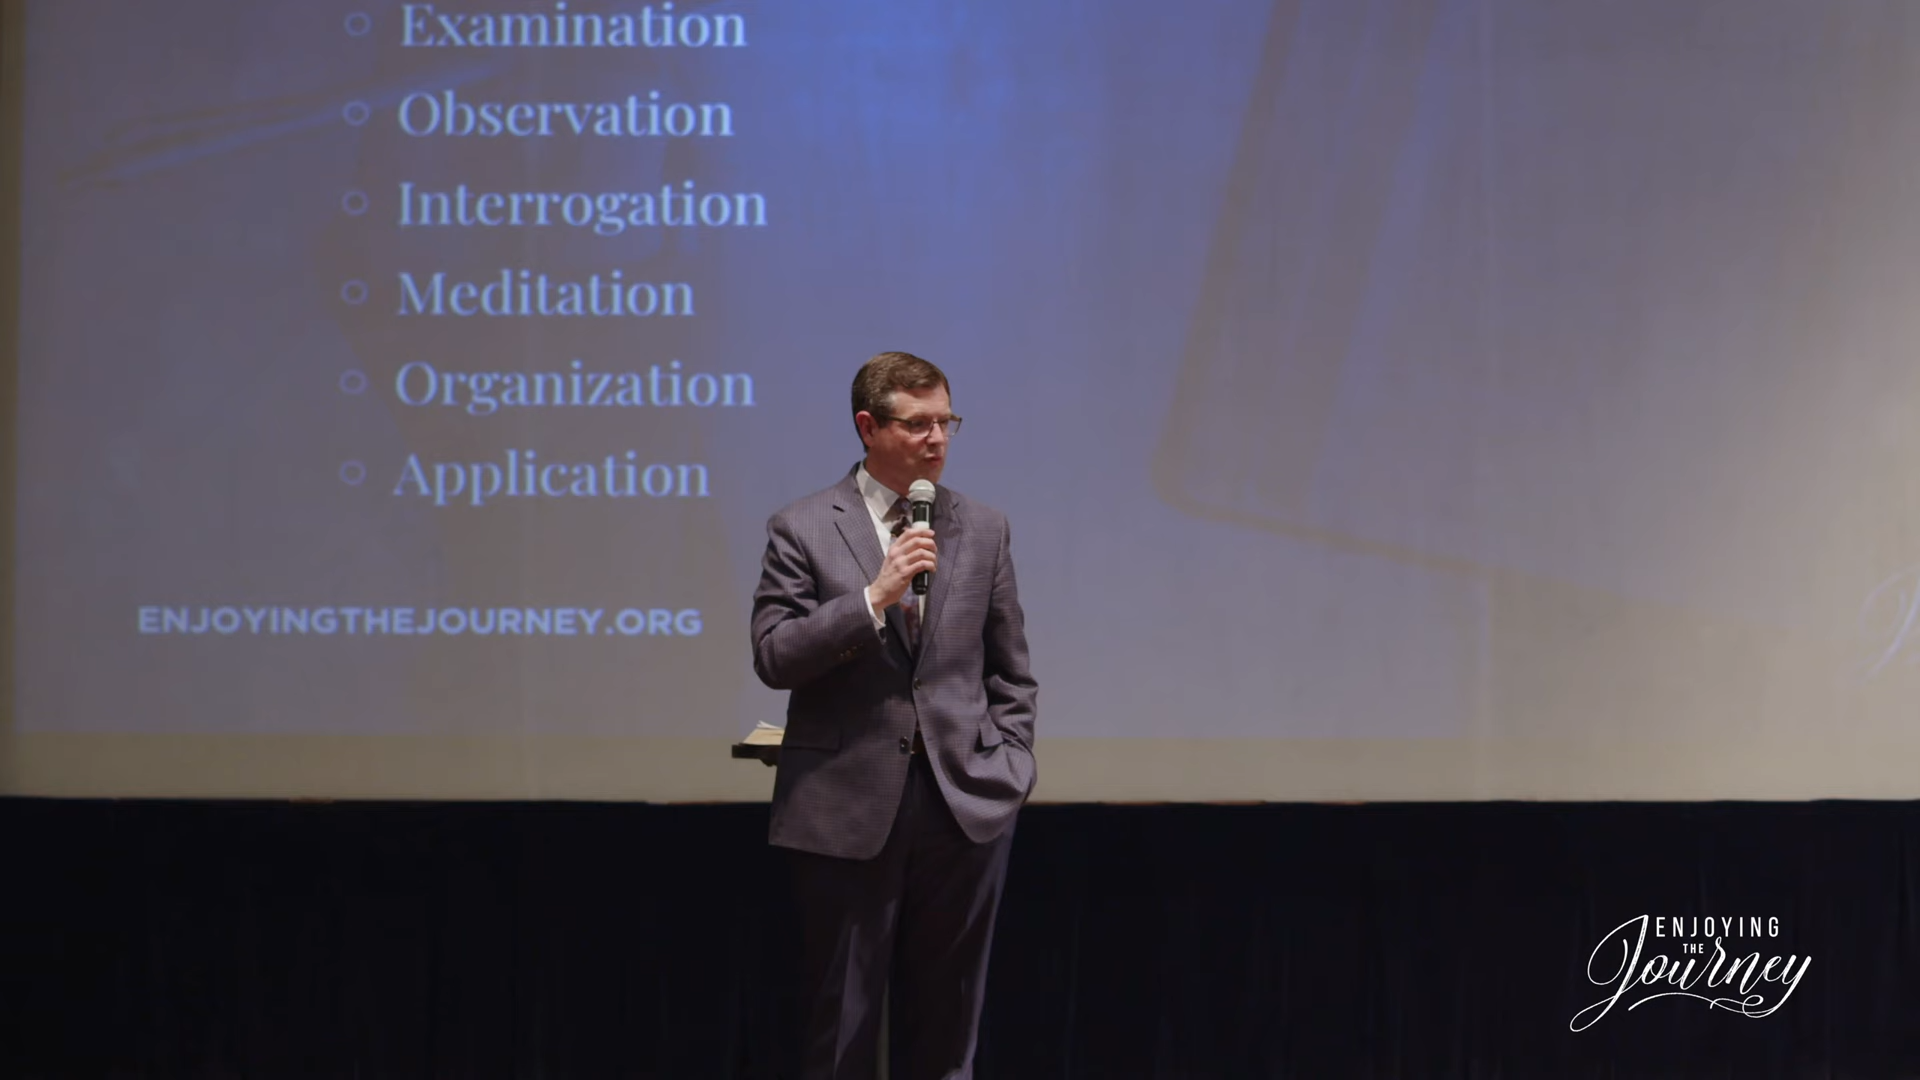 Examination
Observation
Interrogation
Meditation
Organization
Application
ENJOYINGTHEJOURNEY.ORG
ENJOYING
THE
Journey